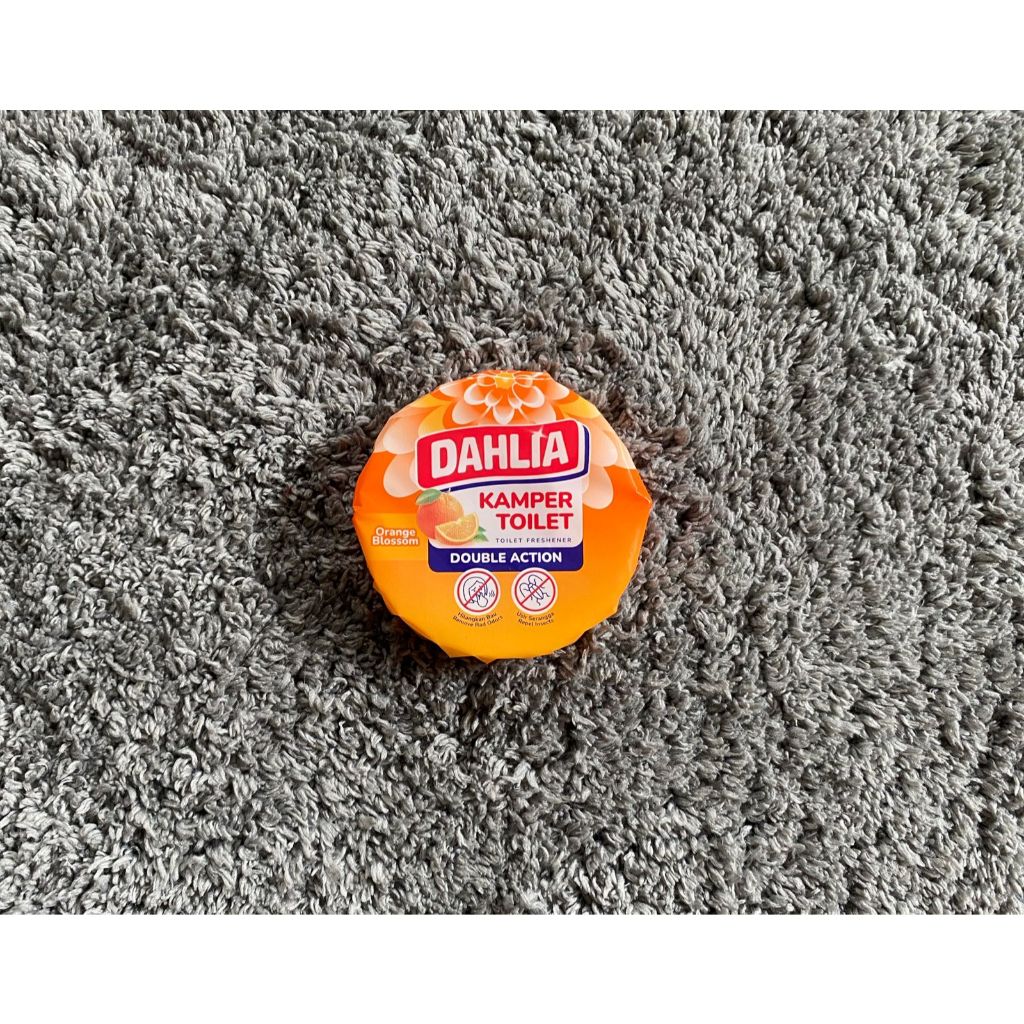 DAHLIA
KAMPER
TOILET
TOILET FRESHENER
Orange
Blossom
DOUBLE ACTION
Hilangkan Bau
Remove Bad Odors
Usir Serangga
Repel Insects